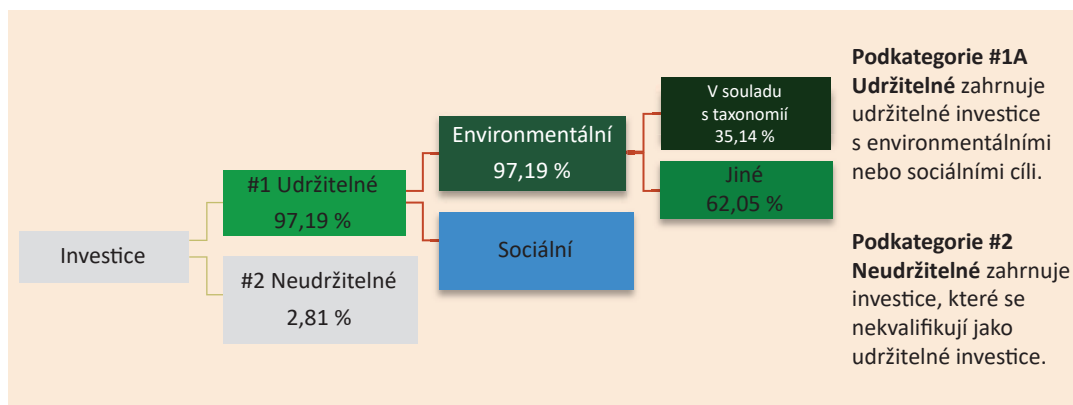 Investice
#1 Udržitelné
97,19 %
#2 Neudržitelné
2,81 %
Environmentální
97,19 %
Sociální
V souladu
s taxonomií
35,14 %
Jiné
62,05 %
Podkategorie #1A
Udržitelné zahrnuje
udržitelné investice
s environmentálními
nebo sociálními cíli.
Podkategorie #2
Neudržitelné zahrnuje
investice, které se
nekvalifikují jako
udržitelné investice.